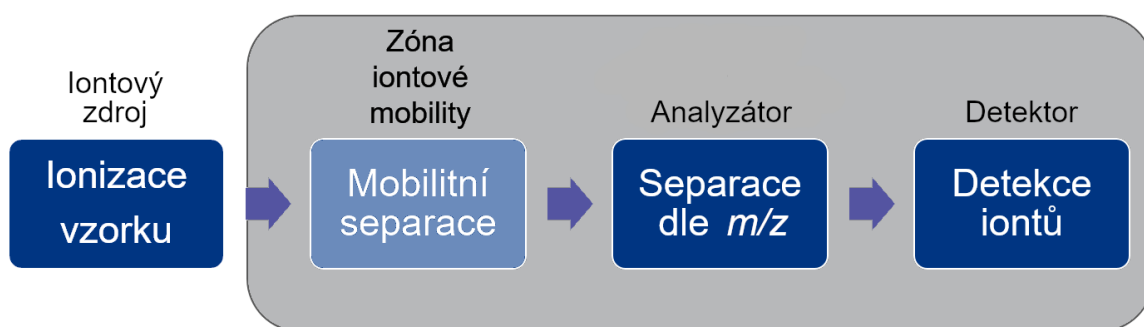 Iontový
zdroj
Ionizace
vzorku
Zóna
iontové
mobility
Mobilitní
separace
Analyzátor
Separace
dle m/z
Detektor
Detekce
iontů